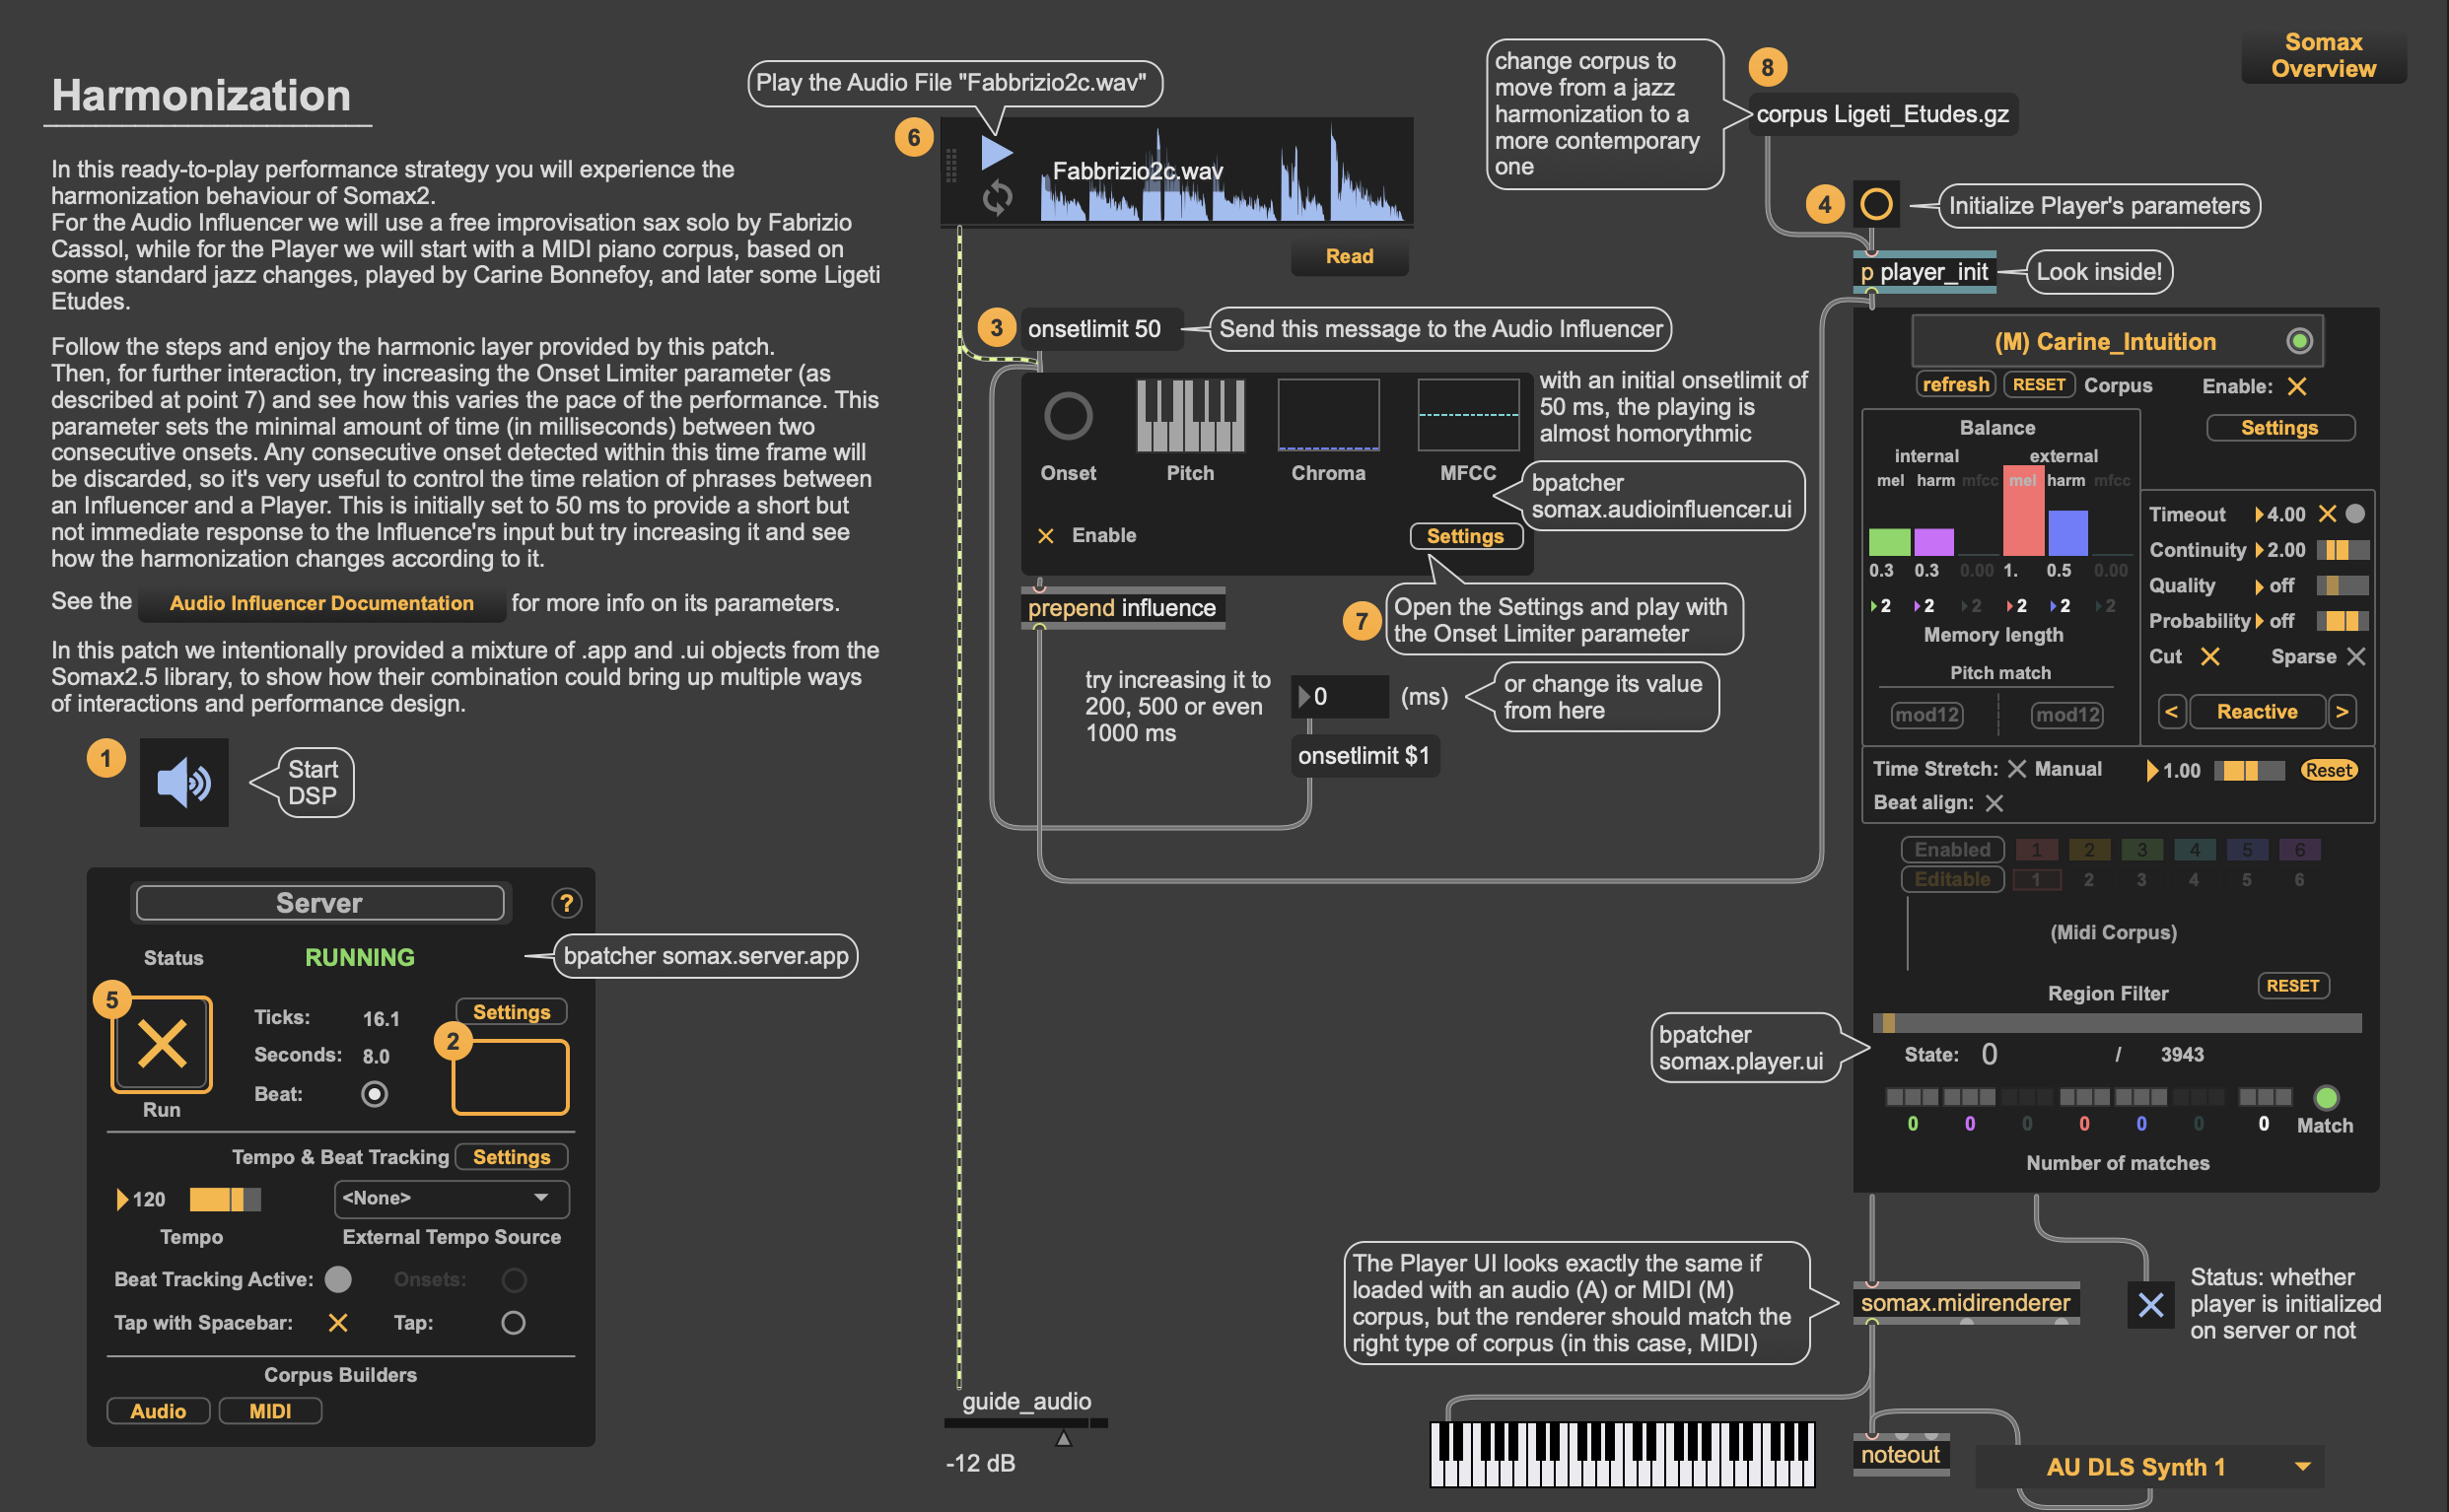 Harmonization
In this ready-to-play performance strategy you will experience the
harmonization behaviour of Somax2.
For the Audio Influencer we will use a free improvisation sax solo by Fabrizio
Cassol, while for the Player we will start with a MIDI piano corpus, based on
some standard jazz changes, played by Carine Bonnefoy, and later some Ligeti
Etudes.
Follow the steps and enjoy the harmonic layer provided by this patch.
Then, for further interaction, try increasing the Onset Limiter parameter (as
described at point 7) and see how this varies the pace of the performance. This
parameter sets the minimal amount of time (in milliseconds) between two
consecutive onsets. Any consecutive onset detected within this time frame will
be discarded, so it's very useful to control the time relation of phrases between
an Influencer and a Player. This is initially set to 50 ms to provide a short but
not immediate response to the Influence'rs input but try increasing it and see
how the harmonization changes according to it.
See the Audio Influencer Documentation for more info on its parameters.
In this patch we intentionally provided a mixture of .app and .ui objects from the
Somax2.5 library, to show how their combination could bring up multiple ways
of interactions and performance design.
1
Start
DSP
Server
?
Status RUNNING
bpatcher somax.server.app
5
Ticks: 16.1
Settings
2
Seconds: 8.0
Beat:
Run
Tempo & Beat Tracking Settings
120
<None>
Tempo
External Tempo Source
Beat Tracking Active:
Onsets:
Tap with Spacebar:
Tap:
Corpus Builders
Audio
MIDI
Play the Audio File "Fabbrizio2c.wav"
6
Fabbrizio2c.wav
Read
3
onsetlimit 50
Send this message to the Audio Influencer
Onset
Pitch
Chroma
MFCC
with an initial onsetlimit of
50 ms, the playing is
almost homorythmic
bpatcher
somax.audioinfluencer.ui
Enable
Settings
prepend influence
7
Open the Settings and play with
the Onset Limiter parameter
try increasing it to
200, 500 or even
1000 ms
0
(ms)
or change its value
from here
onsetlimit $1
guide_audio
-12 dB
change corpus to
move from a jazz
harmonization to a
more contemporary
one
8
corpus Ligeti_Etudes.gz
Somax
Overview
4
Initialize Player's parameters
p player_init
Look inside!
(M) Carine_Intuition
refresh RESET Corpus
Enable:
Settings
Balance
internal external
mel harm mfcc mel harm mfcc
0.3 0.3 0.00 1. 0.5 0.00
2 2 2 2 2 2
Memory length
Pitch match
mod12 mod12
Timeout 4.00
Continuity 2.00
Quality off
Probability off
Cut Sparse
< Reactive >
Time Stretch: Manual 1.00 Reset
Beat align:
Enabled 1 2 3 4 5 6
Editable 1 2 3 4 5 6
(Midi Corpus)
Region Filter RESET
bpatcher
somax.player.ui
State: 0 / 3943
0 0 0 0 0 0 0 Match
Number of matches
The Player UI looks exactly the same if
loaded with an audio (A) or MIDI (M)
corpus, but the renderer should match the
right type of corpus (in this case, MIDI)
somax.midirenderer
Status: whether
player is initialized
on server or not
noteout
AU DLS Synth 1